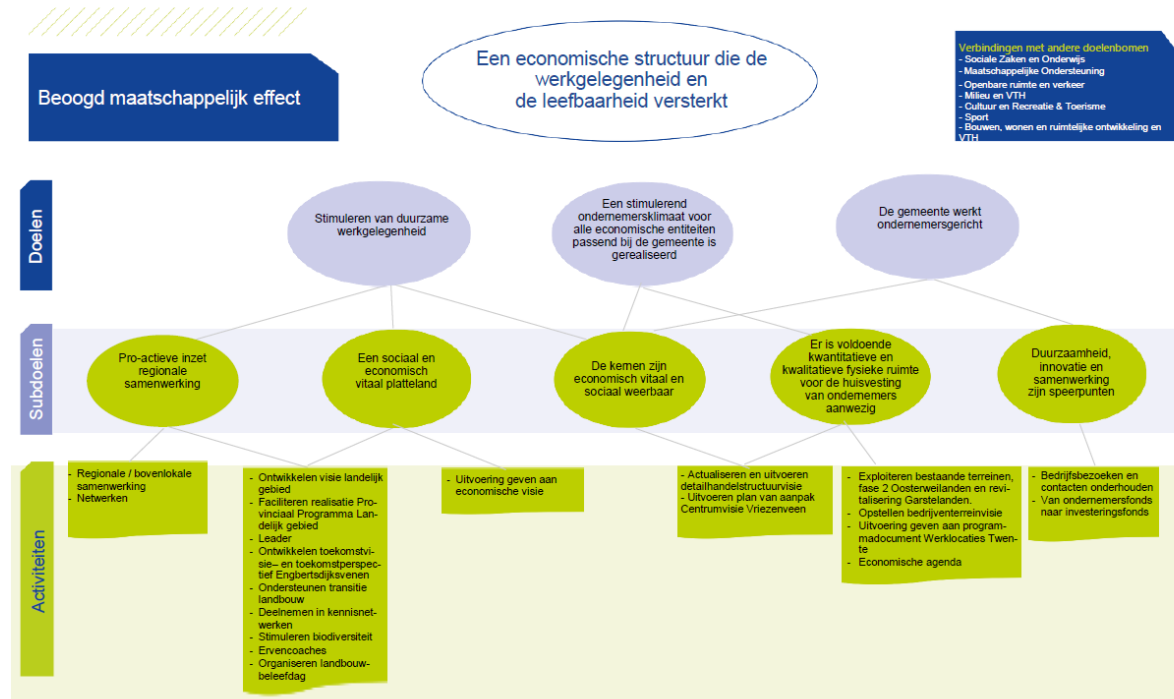 Beoogd maatschappelijk effect
Een economische structuur die de
werkgelegenheid en
de leefbaarheid versterkt
Verbindingen met andere doelenbomen
- Sociale Zaken en Onderwijs
- Maatschappelijke Ondersteuning
- Openbare ruimte en verkeer
- Milieu en VTH
- Cultuur en Recreatie & Toerisme
- Sport
- Bouwen, wonen en ruimtelijke ontwikkeling en
VTH
Doelen
Stimuleren van duurzame
werkgelegenheid
Een stimulerend
ondernemersklimaat voor
alle economische entiteiten
passend bij de gemeente is
gerealiseerd
De gemeente werkt
ondernemersgericht
Subdoelen
Pro-actieve inzet
regionale
samenwerking
Een sociaal en
economisch
vitaal platteland
De kernen zijn
economisch vitaal en
sociaal weerbaar
Er is voldoende
kwantitatieve en
kwalitatieve fysieke ruimte
voor de huisvesting
van ondernemers
aanwezig
Duurzaamheid,
innovatie en
samenwerking
zijn speerpunten
Activiteiten
- Regionale / bovenlokale
samenwerking
- Netwerken
- Ontwikkelen visie landelijk
gebied
- Faciliteren realisatie Pro-
vinciaal Programma Lan-
delijk gebied
- Leader
- Ontwikkelen toekomstvi-
sie– en toekomstperspec-
tief Engbertsdijksvenen
- Ondersteunen transitie
landbouw
- Deelnemen in kennisnet-
werken
- Stimuleren biodiversiteit
- Ervencoaches
- Organiseren landbouw-
beleefdag
- Uitvoering geven aan
economische visie
- Actualiseren en uitvoeren
detailhandelstructuurvisie
- Uitvoeren plan van aanpak
Centrumvisie Vriezenveen
- Exploiteren bestaande terreinen,
fase 2 Oosterweilanden en revi-
talisering Garstelanden.
- Opstellen bedrijventerreinvisie
- Uitvoering geven aan program-
madocument Werklocaties Twen-
te
- Economische agenda
- Bedrijfsbezoeken en
contacten onderhouden
- Van ondernemersfonds
naar investeringsfonds